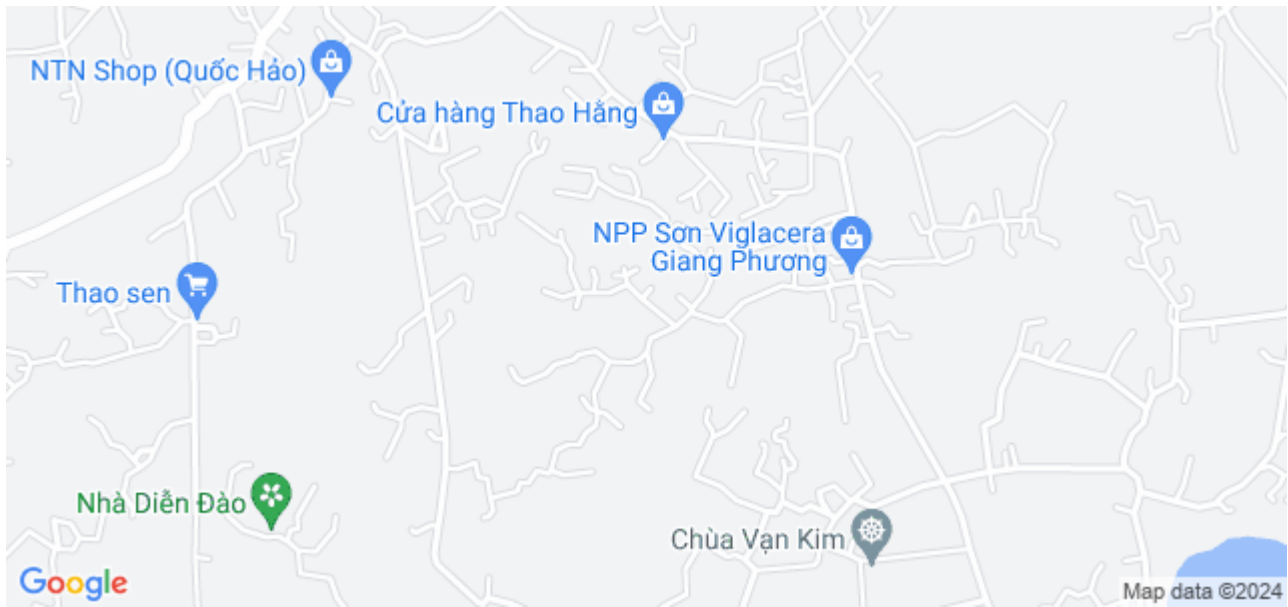 NTN Shop (Quốc Hảo)
Cửa hàng Thao Hằng
NPP Sơn Viglacera
Giang Phương
Thao sen
Nhà Diễn Đào
Chùa Vạn Kim
Google
Map data ©2024